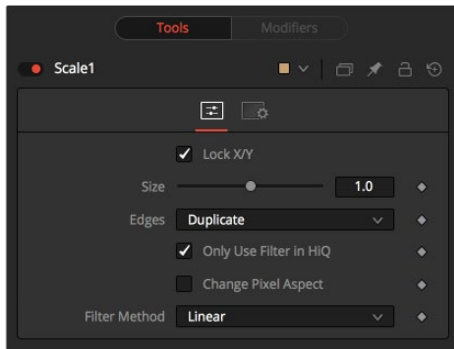 Tools Modifiers
Scale1
Lock X/Y
Size 1.0
Edges Duplicate
Only Use Filter in HiQ
Change Pixel Aspect
Filter Method Linear